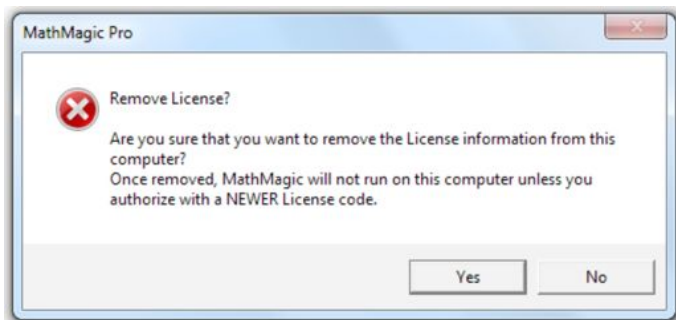 MathMagic Pro
Remove License?
Are you sure that you want to remove the License information from this
computer?
Once removed, MathMagic will not run on this computer unless you
authorize with a NEWER License code.
Yes
No